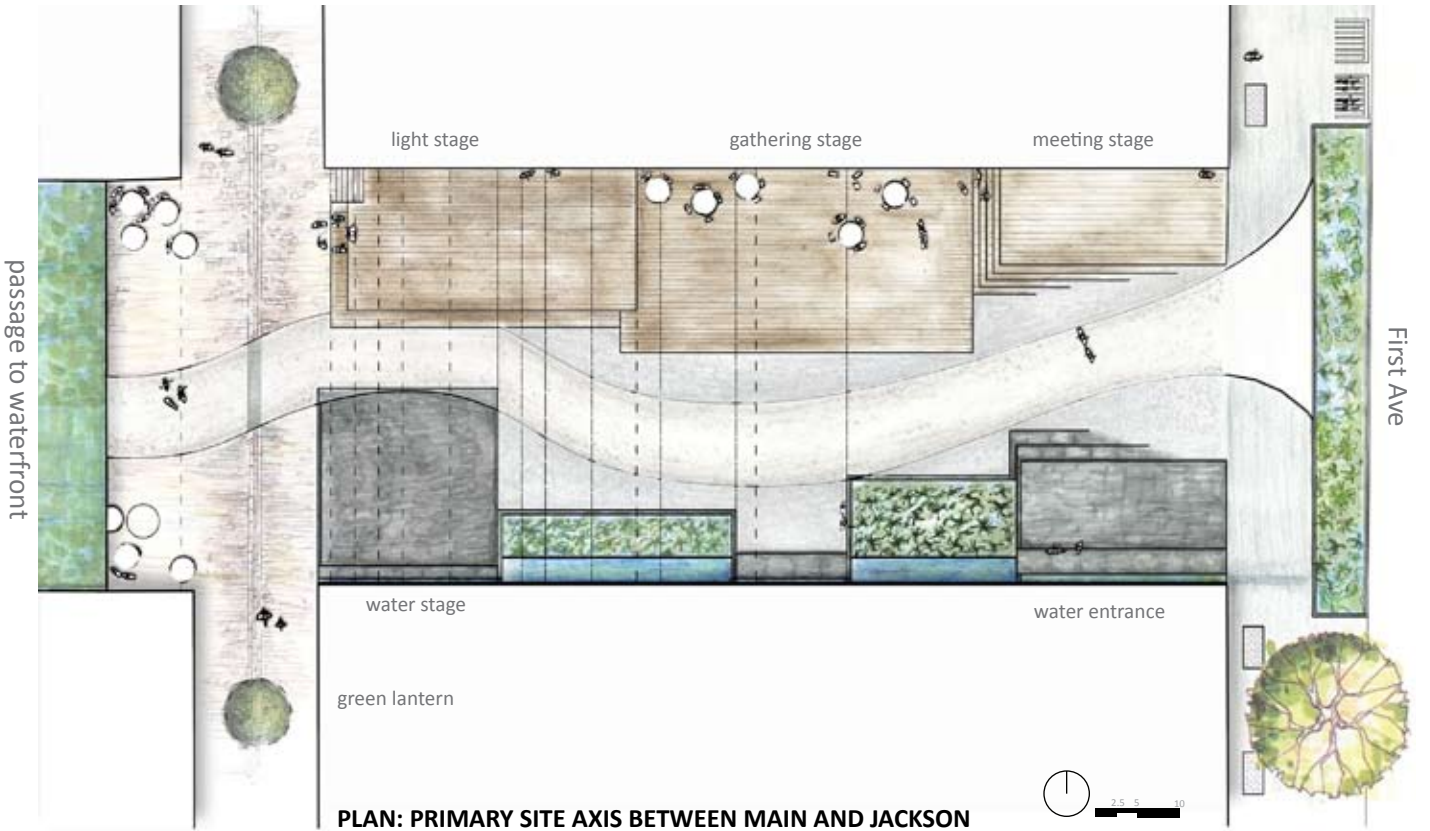 light stage
gathering stage
meeting stage
passage to waterfront
First Ave
water stage
water entrance
green lantern
2.5 5 10
PLAN: PRIMARY SITE AXIS BETWEEN MAIN AND JACKSON